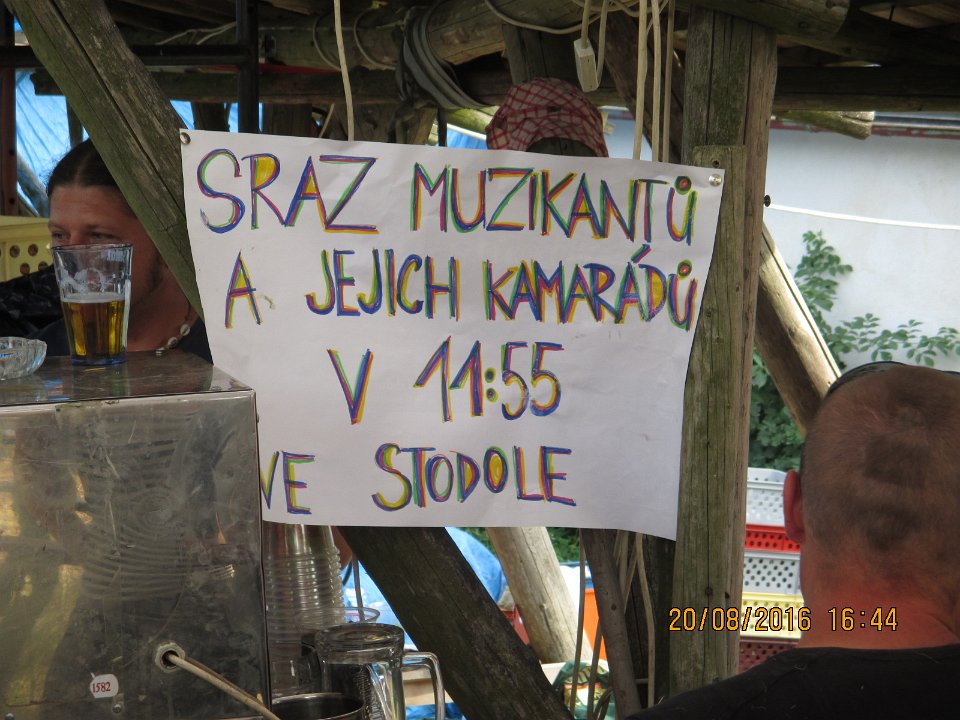 SRAZ MUZIKANTŮ
A JEJICH KAMARÁDŮ
V 11:55
VE STODOLE
1582
20/08/2016 16:44